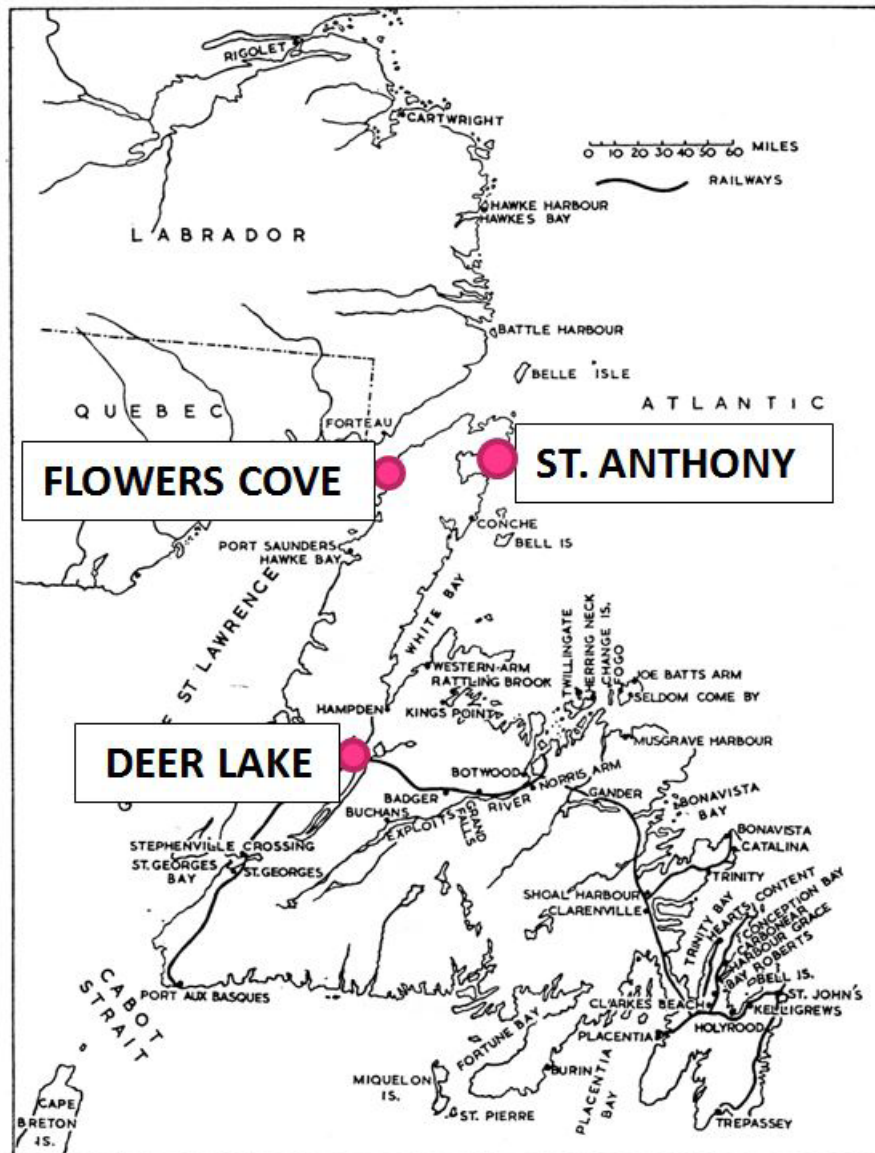 RIGOLET
CARTWRIGHT
0 10 20 30 40 60 MILES
RAILWAYS
HAWKE HARBOUR
HAWKES BAY
LABRADOR
BATTLE HARBOUR
BELLE ISLE
QUEBEC
ATLANTIC
FORTEAU
FLOWERS COVE
ST. ANTHONY
CONCHE
BELL IS
PORT SAUNDERS
HAWKE BAY
ST LAWRENCE
WHITE BAY
WESTERN-ARM
RATTLING BROOK
TWILLINGATE
HERRING NECK
CHANGE IS.
FOGO
JOE BATTS ARM
SELDOM COME BY
HAMPDEN
KINGS POINT
MUSGRAVE HARBOUR
DEER LAKE
BOTWOOD
NORRIS ARM
BADGER
GRAND
FALLS
BUCHANS
EXPLOITS RIVER
GANDER
BONAVISTA
BAY
BONAVISTA
CATALINA
STEPHENVILLE CROSSING
ST. GEORGES
BAY
ST. GEORGES
TRINITY
SHOAL HARBOUR
CLARENVILLE
TRINITY BAY
HEARTS CONTENT
CONCEPTION BAY
CARBONEAR
HARBOUR GRACE
BAY ROBERTS
BELL IS.
CABOT
STRAIT
PORT AUX BASQUES
CLARKES BEACH
ST. JOHN'S
KELLIGREWS
HOLYROOD
PLACENTIA
FORTUNE BAY
BURIN
PLACENTIA
BAY
MIQUELON
IS.
ST. PIERRE
TREPASSEY
CAPE
BRETON
IS.